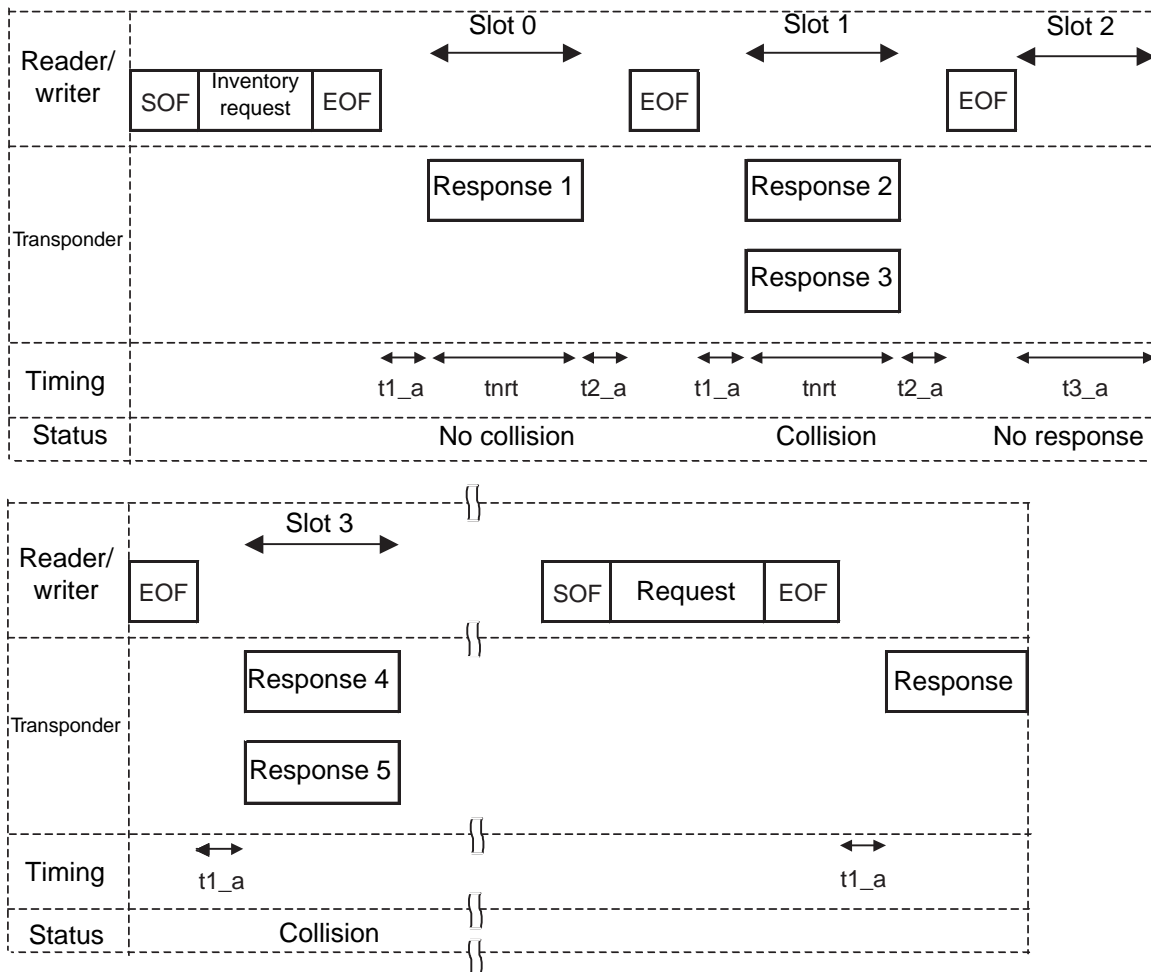 Slot 0
Slot 1
Slot 2
Reader/
writer
SOF
Inventory
request
EOF
EOF
EOF
Transponder
Response 1
Response 2
Response 3
Timing
t1_a
tnrt
t2_a
t1_a
tnrt
t2_a
t3_a
Status
No collision
Collision
No response
Slot 3
Reader/
writer
EOF
SOF
Request
EOF
Transponder
Response 4
Response
Response 5
Timing
t1_a
t1_a
Status
Collision